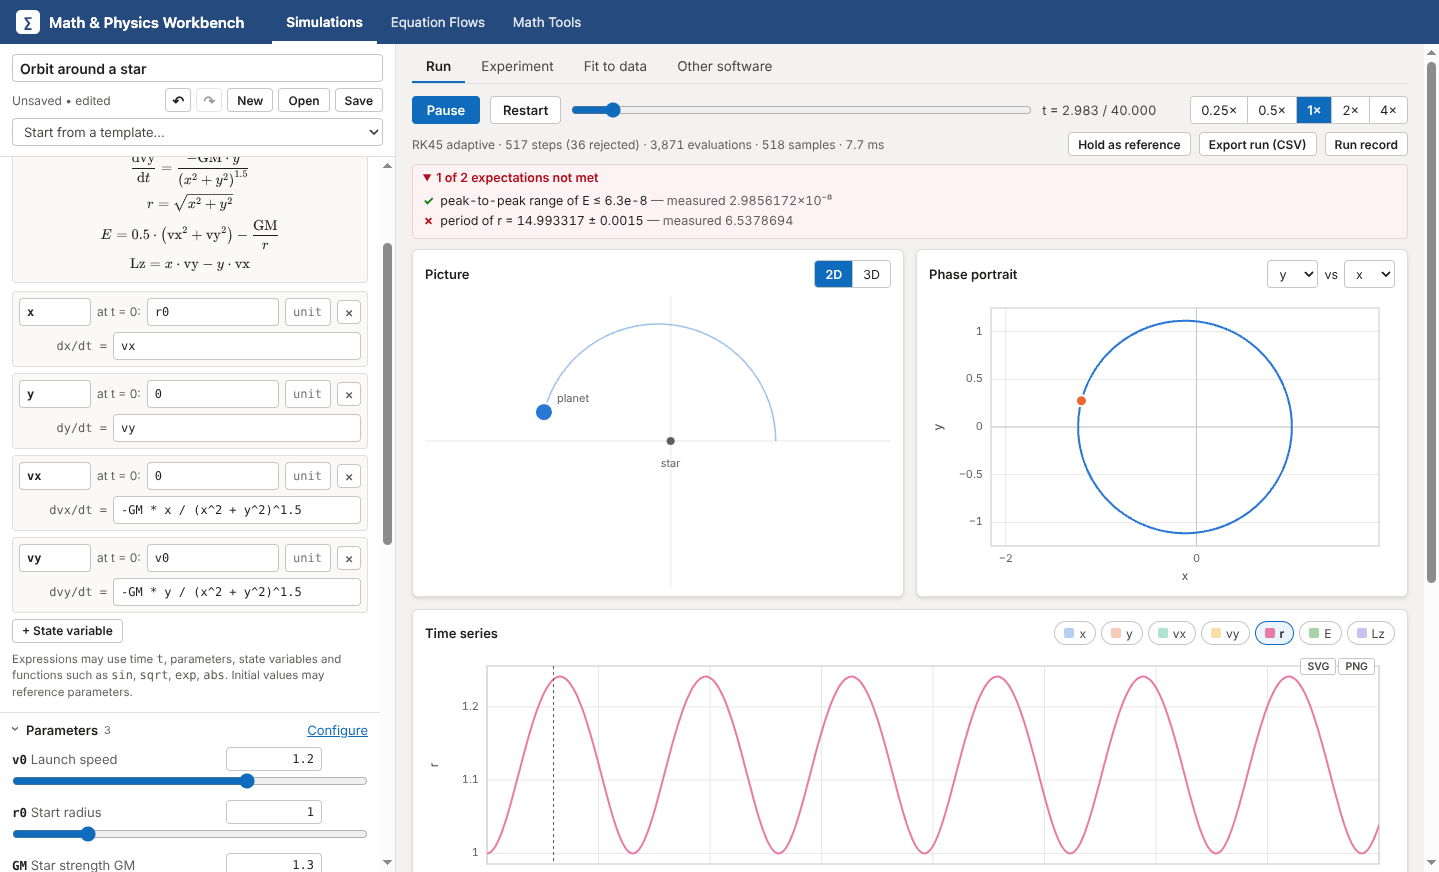 ∑ Math & Physics Workbench Simulations Equation Flows Math Tools
Orbit around a star
Unsaved • edited ↶ ↷ New Open Save
Start from a template...
dvy/dt = −GM · y / (x² + y²)^1.5
r = √(x² + y²)
E = 0.5 · (vx² + vy²) − GM/r
Lz = x · vy − y · vx
x at t = 0: r0 unit ×
dx/dt = vx
y at t = 0: 0 unit ×
dy/dt = vy
vx at t = 0: 0 unit ×
dvx/dt = -GM * x / (x^2 + y^2)^1.5
vy at t = 0: v0 unit ×
dvy/dt = -GM * y / (x^2 + y^2)^1.5
+ State variable
Expressions may use time t, parameters, state variables and
functions such as sin, sqrt, exp, abs. Initial values may
reference parameters.
Parameters 3 Configure
v0 Launch speed 1.2
r0 Start radius 1
GM Star strength GM 1.3
Run Experiment Fit to data Other software
Pause Restart t = 2.983 / 40.000 0.25× 0.5× 1× 2× 4×
RK45 adaptive · 517 steps (36 rejected) · 3,871 evaluations · 518 samples · 7.7 ms Hold as reference Export run (CSV) Run record
▼ 1 of 2 expectations not met
✓ peak-to-peak range of E ≤ 6.3e-8 — measured 2.9856172×10⁻⁸
× period of r = 14.993317 ± 0.0015 — measured 6.5378694
Picture 2D 3D
planet
star
Phase portrait y vs x
1
0.5
0
−0.5
−1
y
−2 0
x
Time series x y vx vy r E Lz
SVG PNG
1.2
1.1
1
r